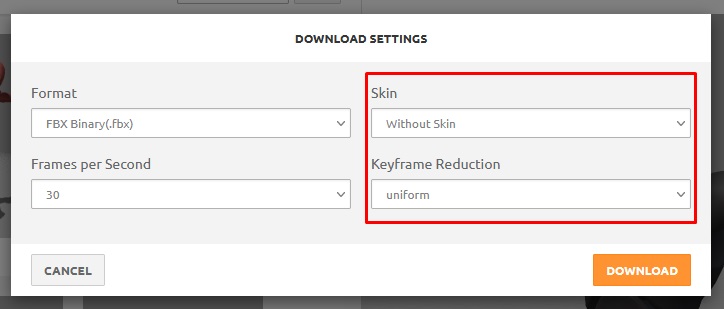 DOWNLOAD SETTINGS
Format
FBX Binary(.fbx)
Skin
Without Skin
Frames per Second
30
Keyframe Reduction
uniform
CANCEL
DOWNLOAD